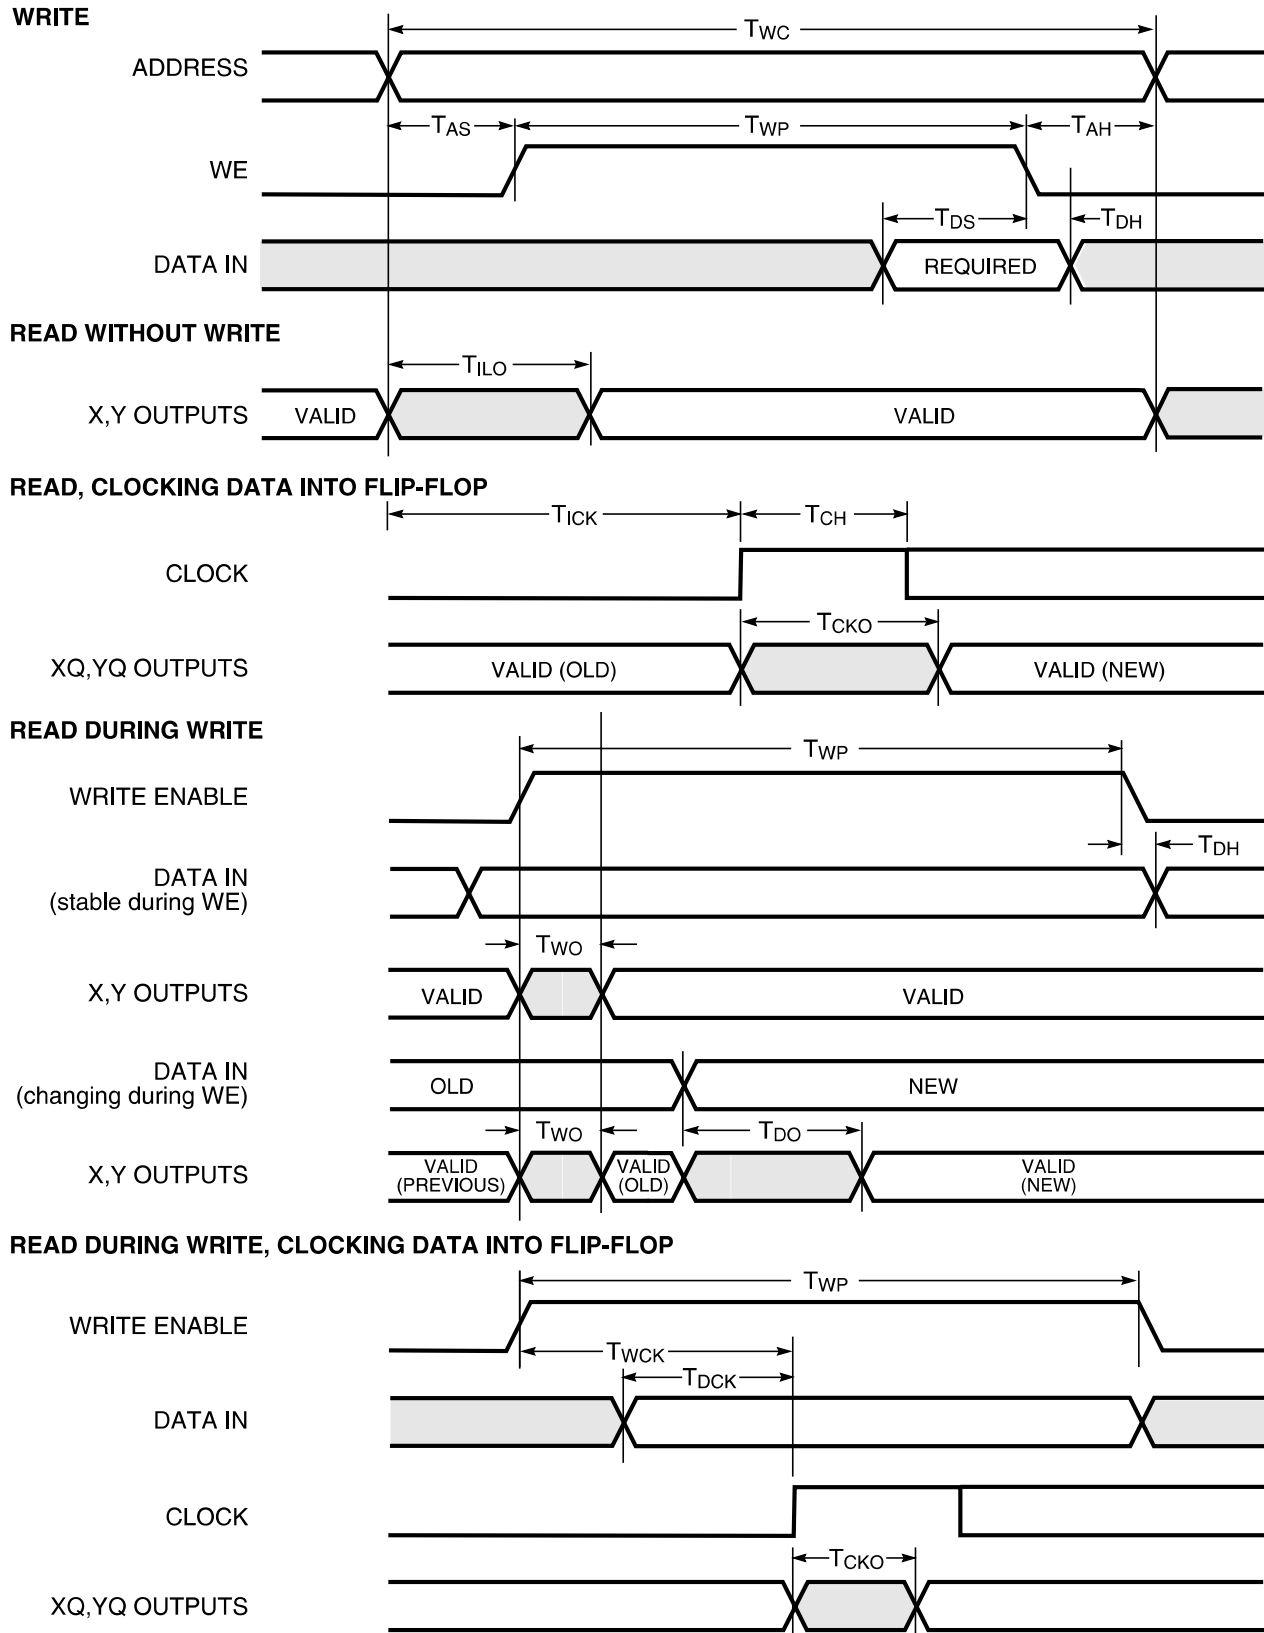 WRITE
TWC
ADDRESS
TAS TWP TAH
WE
TDS TDH
DATA IN REQUIRED
READ WITHOUT WRITE
TILO
X,Y OUTPUTS VALID VALID
READ, CLOCKING DATA INTO FLIP-FLOP
TICK TCH
CLOCK
TCKO
XQ,YQ OUTPUTS VALID (OLD) VALID (NEW)
READ DURING WRITE
TWP
WRITE ENABLE
TDH
DATA IN
(stable during WE)
TWO
X,Y OUTPUTS VALID VALID
DATA IN
(changing during WE)
OLD NEW
TWO TDO
X,Y OUTPUTS
VALID
(PREVIOUS)
VALID
(OLD)
VALID
(NEW)
READ DURING WRITE, CLOCKING DATA INTO FLIP-FLOP
TWP
WRITE ENABLE
TWCK
TDCK
DATA IN
CLOCK
TCKO
XQ,YQ OUTPUTS